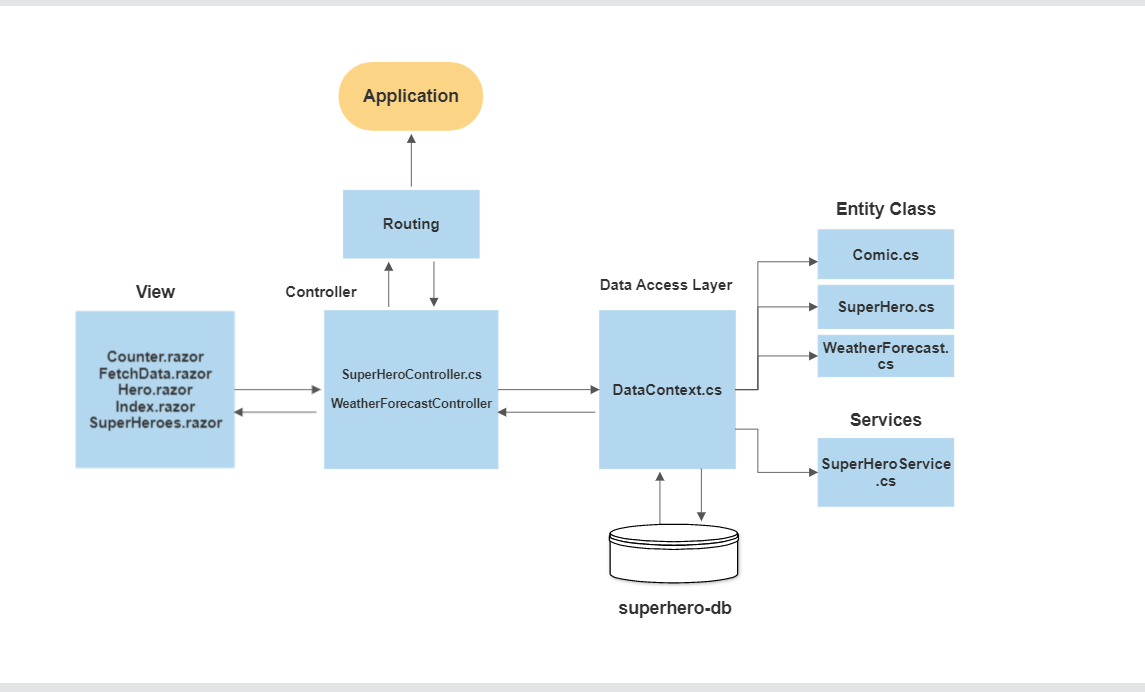 Application
Routing
Entity Class
Comic.cs
SuperHero.cs
WeatherForecast.
cs
View
Controller
Data Access Layer
Counter.razor
FetchData.razor
Hero.razor
Index.razor
SuperHeroes.razor
SuperHeroController.cs
WeatherForecastController
DataContext.cs
Services
SuperHeroService
.cs
superhero-db